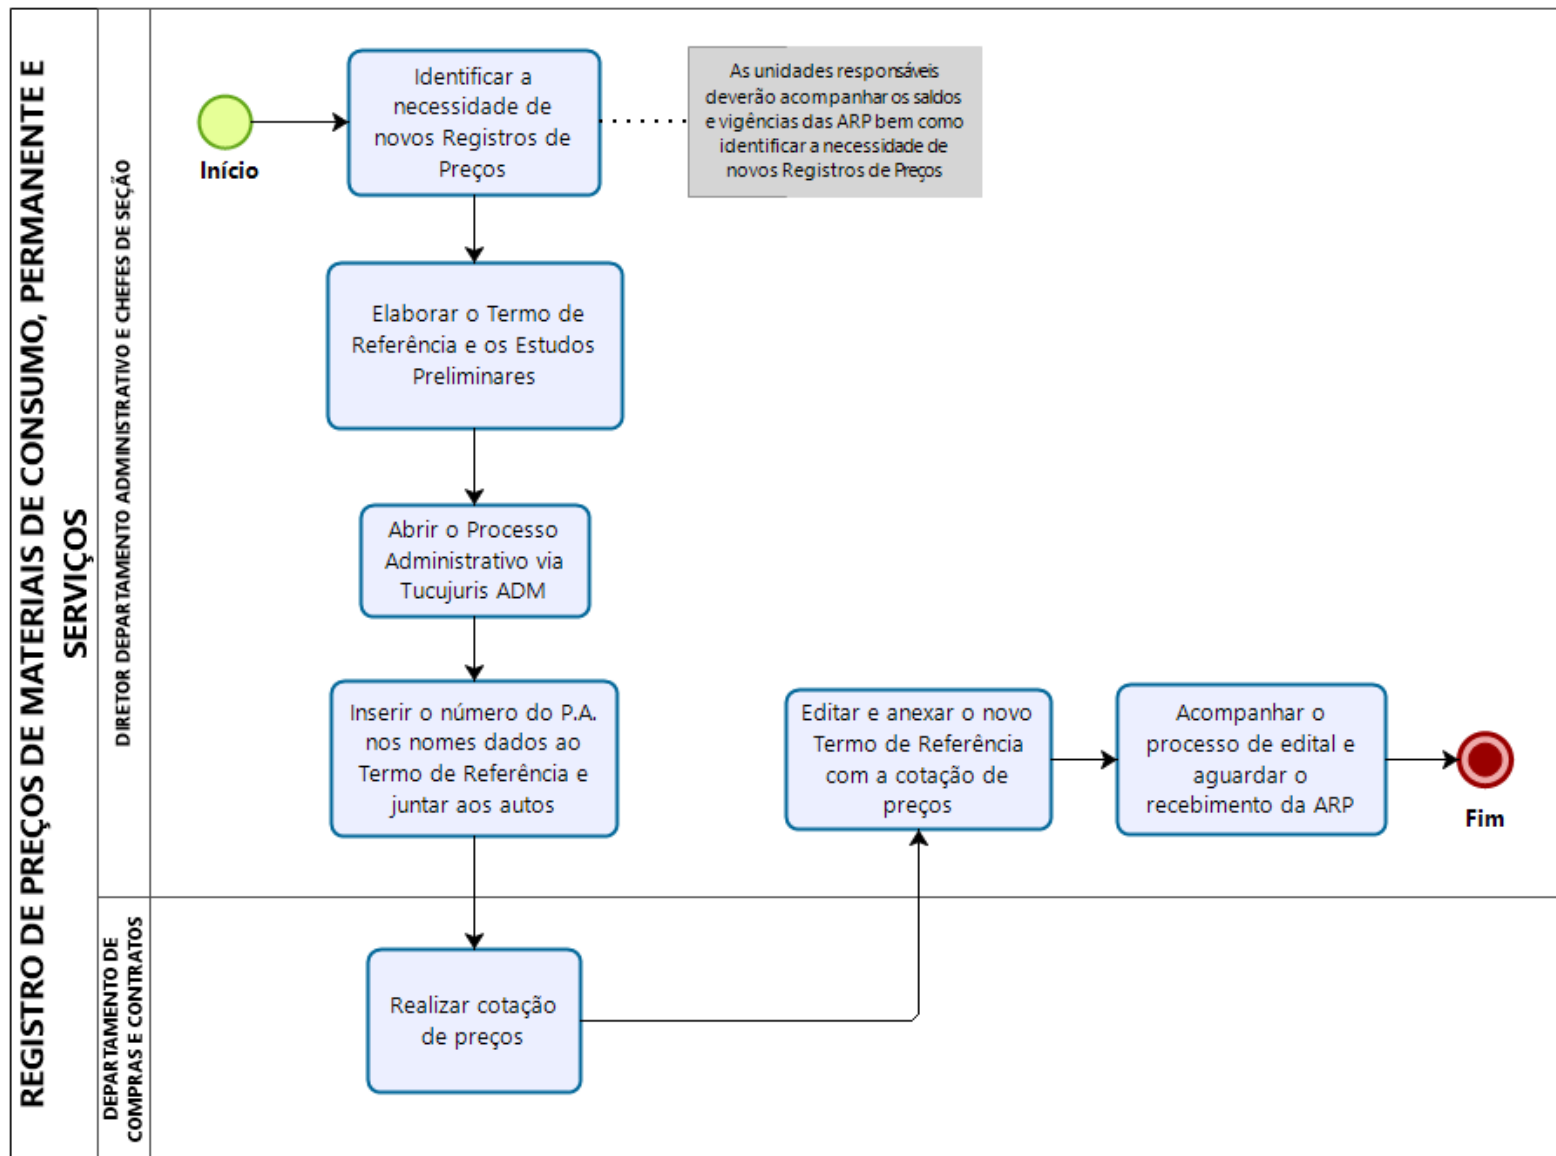 REGISTRO DE PREÇOS DE MATERIAIS DE CONSUMO, PERMANENTE E
SERVIÇOS
DIRETOR DEPARTAMENTO ADMINISTRATIVO E CHEFES DE SEÇÃO
Início
Identificar a
necessidade de
novos Registros de
Preços
As unidades responsáveis
deverão acompanhar os saldos
e vigências das ARP bem como
identificar a necessidade de
novos Registros de Preços
Elaborar o Termo de
Referência e os Estudos
Preliminares
Abrir o Processo
Administrativo via
Tucujuris ADM
Inserir o número do P.A.
nos nomes dados ao
Termo de Referência e
juntar aos autos
Editar e anexar o novo
Termo de Referência
com a cotação de
preços
Acompanhar o
processo de edital e
aguardar o
recebimento da ARP
Fim
DEPARTAMENTO DE
COMPRAS E CONTRATOS
Realizar cotação
de preços